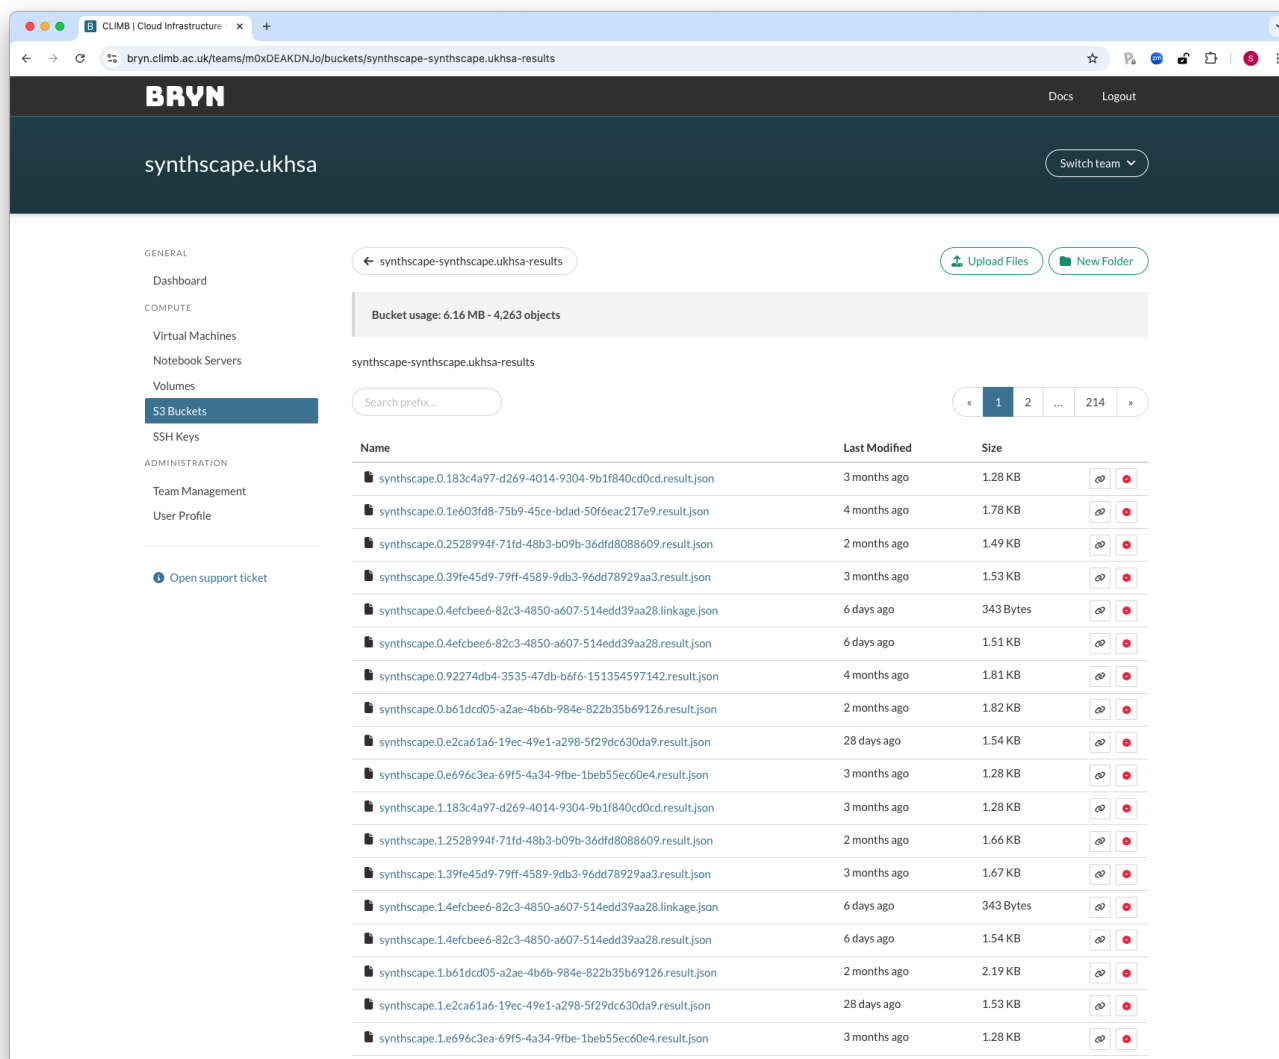 B CLIMB | Cloud Infrastructure
bryn.climb.ac.uk/teams/m0xDEAKDNJo/buckets/synthscape-synthscape.ukhsa-results
zm
S
BRYN
Docs Logout
synthscape.ukhsa
Switch team
GENERAL
Dashboard
COMPUTE
Virtual Machines
Notebook Servers
Volumes
S3 Buckets
SSH Keys
ADMINISTRATION
Team Management
User Profile
Open support ticket
synthscape-synthscape.ukhsa-results
Upload Files
New Folder
Bucket usage: 6.16 MB - 4,263 objects
synthscape-synthscape.ukhsa-results
Search prefix...
« 1 2 ... 214 »
Name Last Modified Size
synthscape.0.183c4a97-d269-4014-9304-9b1f840cd0cd.result.json 3 months ago 1.28 KB
synthscape.0.1e603fd8-75b9-45ce-bdad-50f6eac217e9.result.json 4 months ago 1.78 KB
synthscape.0.2528994f-71fd-48b3-b09b-36dfd8088609.result.json 2 months ago 1.49 KB
synthscape.0.39fe45d9-79ff-4589-9db3-96dd78929aa3.result.json 3 months ago 1.53 KB
synthscape.0.4efcbee6-82c3-4850-a607-514edd39aa28.linkage.json 6 days ago 343 Bytes
synthscape.0.4efcbee6-82c3-4850-a607-514edd39aa28.result.json 6 days ago 1.51 KB
synthscape.0.92274db4-3535-47db-b6f6-151354597142.result.json 4 months ago 1.81 KB
synthscape.0.b61dcd05-a2ae-4b6b-984e-822b35b69126.result.json 2 months ago 1.82 KB
synthscape.0.e2ca61a6-19ec-49e1-a298-5f29dc630da9.result.json 28 days ago 1.54 KB
synthscape.0.e696c3ea-69f5-4a34-9fbe-1beb55ec60e4.result.json 3 months ago 1.28 KB
synthscape.1.183c4a97-d269-4014-9304-9b1f840cd0cd.result.json 3 months ago 1.28 KB
synthscape.1.2528994f-71fd-48b3-b09b-36dfd8088609.result.json 2 months ago 1.66 KB
synthscape.1.39fe45d9-79ff-4589-9db3-96dd78929aa3.result.json 3 months ago 1.67 KB
synthscape.1.4efcbee6-82c3-4850-a607-514edd39aa28.linkage.json 6 days ago 343 Bytes
synthscape.1.4efcbee6-82c3-4850-a607-514edd39aa28.result.json 6 days ago 1.54 KB
synthscape.1.b61dcd05-a2ae-4b6b-984e-822b35b69126.result.json 2 months ago 2.19 KB
synthscape.1.e2ca61a6-19ec-49e1-a298-5f29dc630da9.result.json 28 days ago 1.53 KB
synthscape.1.e696c3ea-69f5-4a34-9fbe-1beb55ec60e4.result.json 3 months ago 1.28 KB